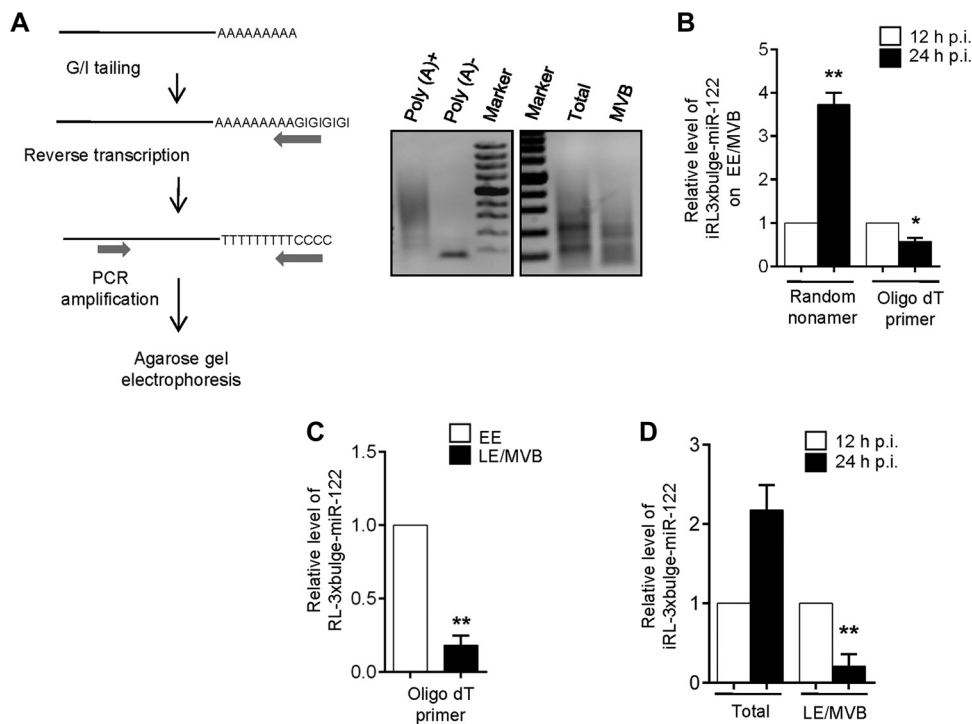 A
AAAAAAAAA
G/I tailing
AAAAAAAAAGIGIGIGI
Reverse transcription
TTTTTTTTTCCCC
PCR
amplification
Agarose gel
electrophoresis
Poly (A)+
Poly (A)-
Marker
Marker
Total
MVB
B
12 h p.i.
24 h p.i.
Relative level of
iRL3xbulge-miR-122
on EE/MVB
5
4
3
2
1
0
**
*
Random
nonamer
Oligo dT
primer
C
EE
LE/MVB
Relative level of
RL-3xbulge-miR-122
1.5
1.0
0.5
0.0
**
Oligo dT
primer
D
12 h p.i.
24 h p.i.
Relative level of
iRL-3xbulge-miR-122
3
2
1
0
**
Total
LE/MVB